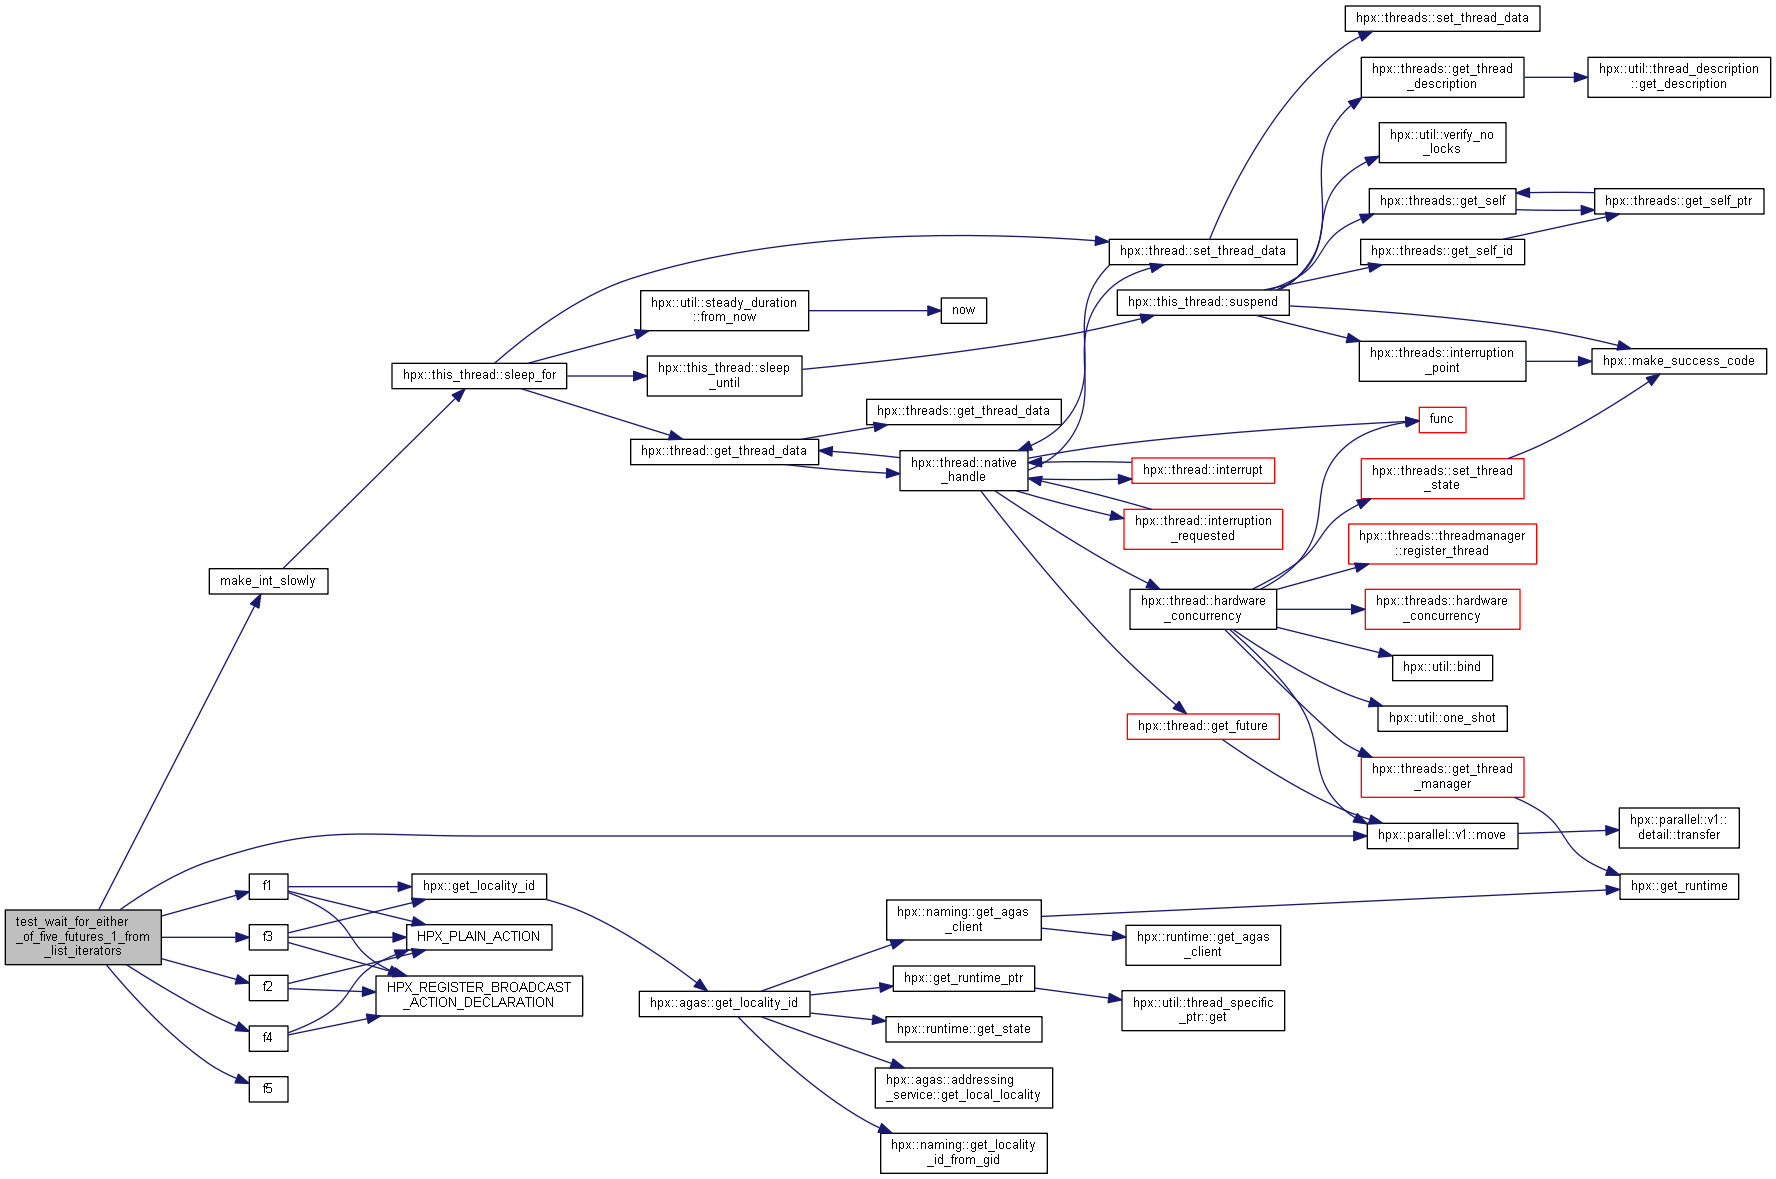 hpx::threads::set_thread_data
hpx::threads::get_thread
_description
hpx::util::thread_description
::get_description
hpx::util::verify_no
_locks
hpx::threads::get_self
hpx::threads::get_self_ptr
hpx::thread::set_thread_data
hpx::threads::get_self_id
hpx::util::steady_duration
::from_now
now
hpx::this_thread::suspend
hpx::this_thread::sleep_for
hpx::this_thread::sleep
_until
hpx::threads::interruption
_point
hpx::make_success_code
hpx::threads::get_thread_data
func
hpx::thread::get_thread_data
hpx::thread::native
_handle
hpx::thread::interrupt
hpx::threads::set_thread
_state
hpx::thread::interruption
_requested
hpx::threads::threadmanager
::register_thread
make_int_slowly
hpx::thread::hardware
_concurrency
hpx::threads::hardware
_concurrency
hpx::util::bind
hpx::util::one_shot
hpx::thread::get_future
hpx::threads::get_thread
_manager
hpx::parallel::v1::move
hpx::parallel::v1::
detail::transfer
f1
hpx::get_locality_id
hpx::get_runtime
test_wait_for_either
_of_five_futures_1_from
_list_iterators
f3
HPX_PLAIN_ACTION
hpx::naming::get_agas
_client
hpx::runtime::get_agas
_client
f2
HPX_REGISTER_BROADCAST
_ACTION_DECLARATION
hpx::agas::get_locality_id
hpx::get_runtime_ptr
hpx::util::thread_specific
_ptr::get
f4
hpx::runtime::get_state
f5
hpx::agas::addressing
_service::get_local_locality
hpx::naming::get_locality
_id_from_gid